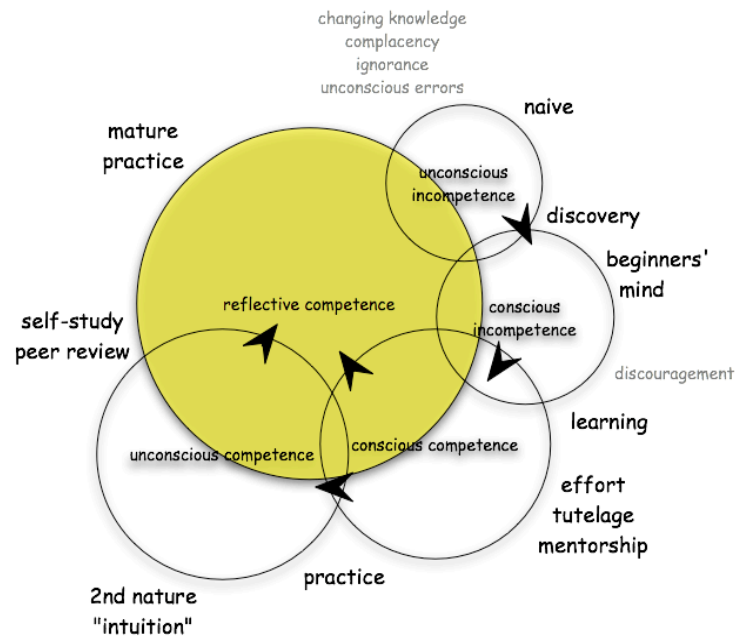 changing knowledge
complacency
ignorance
unconscious errors
naive
mature
practice
unconscious
incompetence
discovery
beginners'
mind
reflective competence
conscious
incompetence
self-study
peer review
discouragement
learning
unconscious competence
conscious competence
effort
tutelage
mentorship
practice
2nd nature
"intuition"